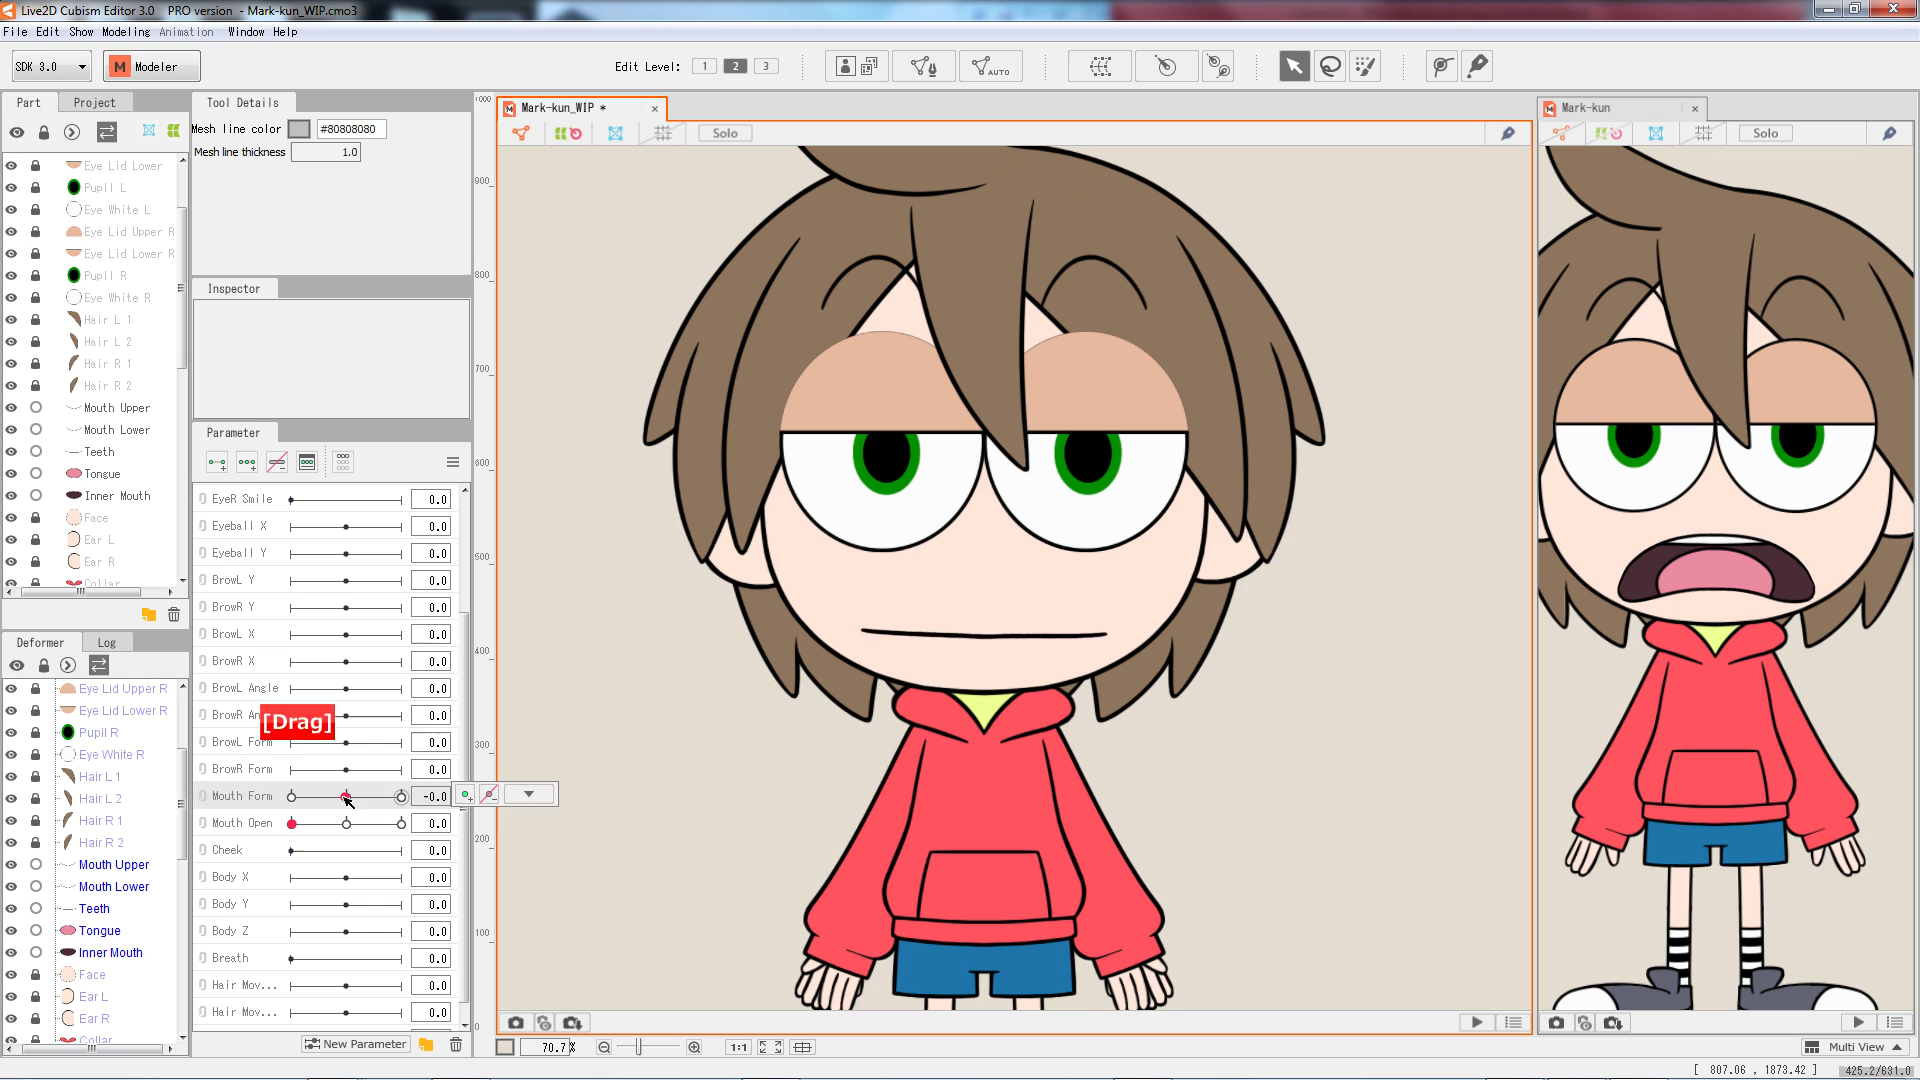 Live2D Cubism Editor 3.0 PRO version - Mark-kun_WIP.cmo3
File Edit Show Modeling Animation Window Help
SDK 3.0
M Modeler
Edit Level: 1 2 3
AUTO
Part Project
Eye Lid Lower
Pupil L
Eye White L
Eye Lid Upper R
Eye Lid Lower R
Pupil R
Eye White R
Hair L 1
Hair L 2
Hair R 1
Hair R 2
Mouth Upper
Mouth Lower
Teeth
Tongue
Inner Mouth
Face
Ear L
Ear R
Collar
Deformer Log
Eye Lid Upper R
Eye Lid Lower R
Pupil R
Eye White R
Hair L 1
Hair L 2
Hair R 1
Hair R 2
Mouth Upper
Mouth Lower
Teeth
Tongue
Inner Mouth
Face
Ear L
Ear R
Collar
Tool Details
Mesh line color #80808080
Mesh line thickness 1.0
Inspector
Parameter
EyeR Smile 0.0
Eyeball X 0.0
Eyeball Y 0.0
BrowL Y 0.0
BrowR Y 0.0
BrowL X 0.0
BrowR X 0.0
BrowL Angle 0.0
BrowR An 0.0
[Drag]
BrowL Form 0.0
BrowR Form 0.0
Mouth Form -0.0
Mouth Open 0.0
Cheek 0.0
Body X 0.0
Body Y 0.0
Body Z 0.0
Breath 0.0
Hair Mov... 0.0
Hair Mov... 0.0
New Parameter
Mark-kun_WIP *
Solo
1000
900
800
700
600
500
400
300
200
100
0
70.7%
1:1
Mark-kun
Solo
Multi View
[ 807.06 , 1873.42 ] 425.2/631.0